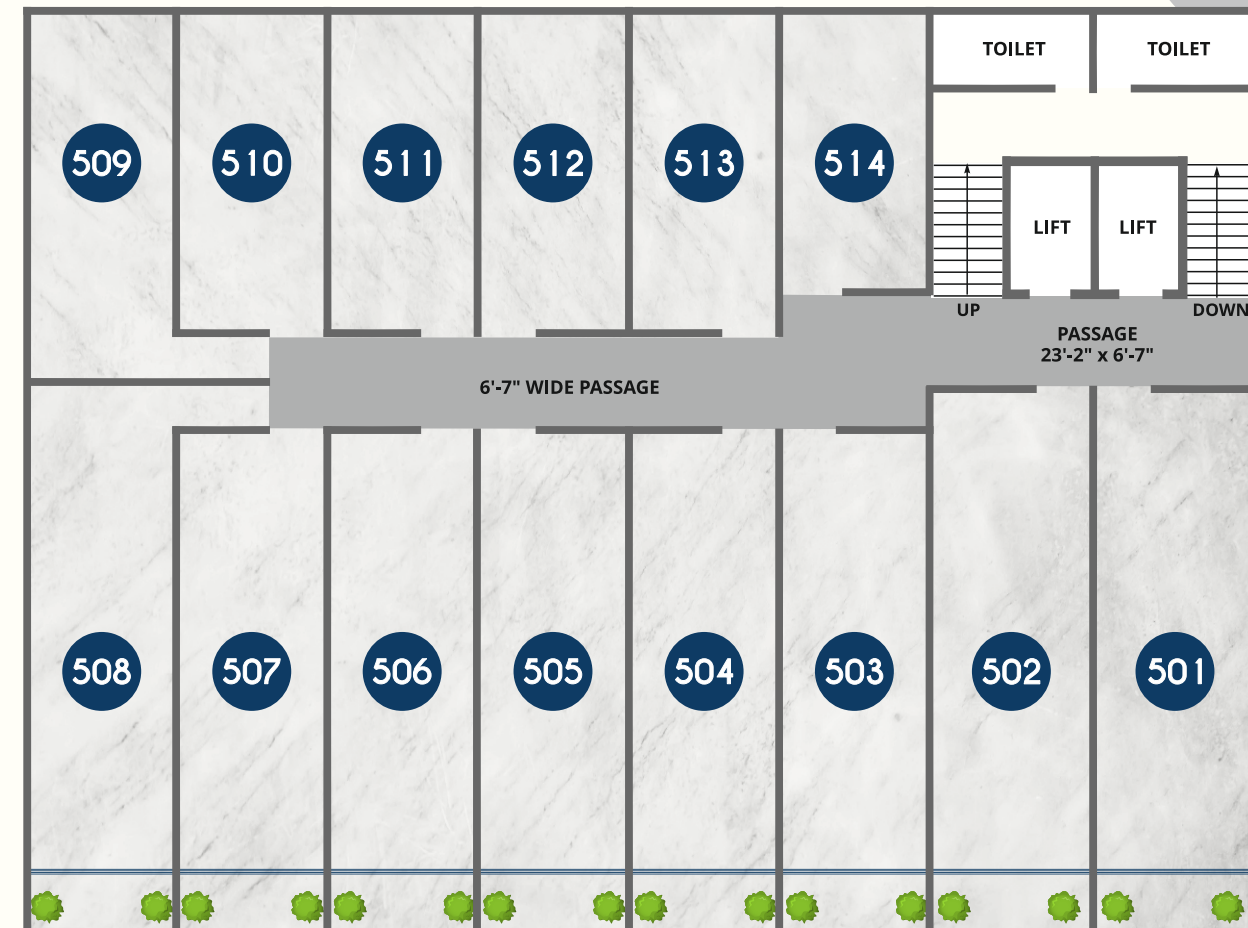 TOILET
TOILET
509
510
511
512
513
514
LIFT
LIFT
UP
DOWN
PASSAGE
23'-2" x 6'-7"
6'-7" WIDE PASSAGE
508
507
506
505
504
503
502
501